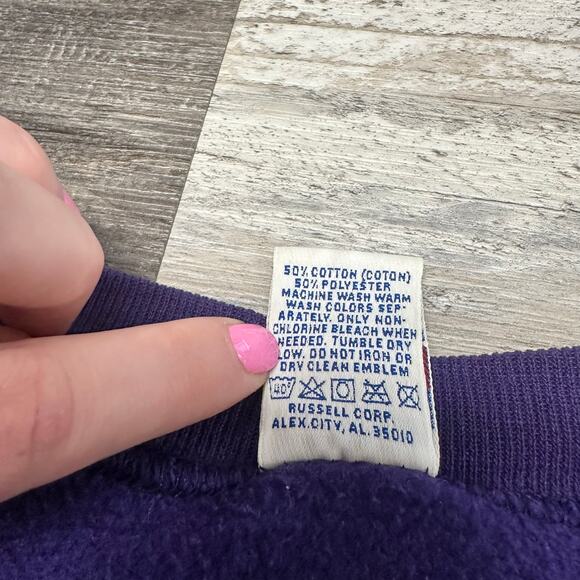 50% COTTON (COTON)
50% POLYESTER
MACHINE WASH WARM
WASH COLORS SEP-
ARATELY. ONLY NON-
CHLORINE BLEACH WHEN
NEEDED. TUMBLE DRY
LOW. DO NOT IRON OR
DRY CLEAN EMBLEM
40°
RUSSELL CORP.
ALEX.CITY, AL. 35010